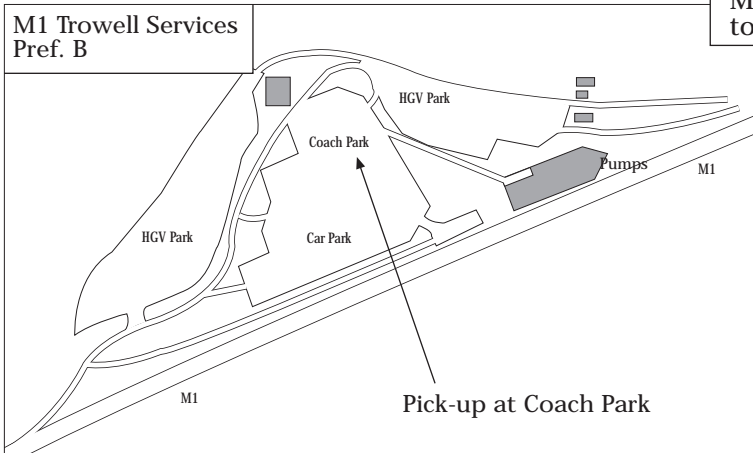 M1 Trowell Services
Pref. B
to
HGV Park
Coach Park
Pumps
M1
HGV Park
Car Park
M1
Pick-up at Coach Park